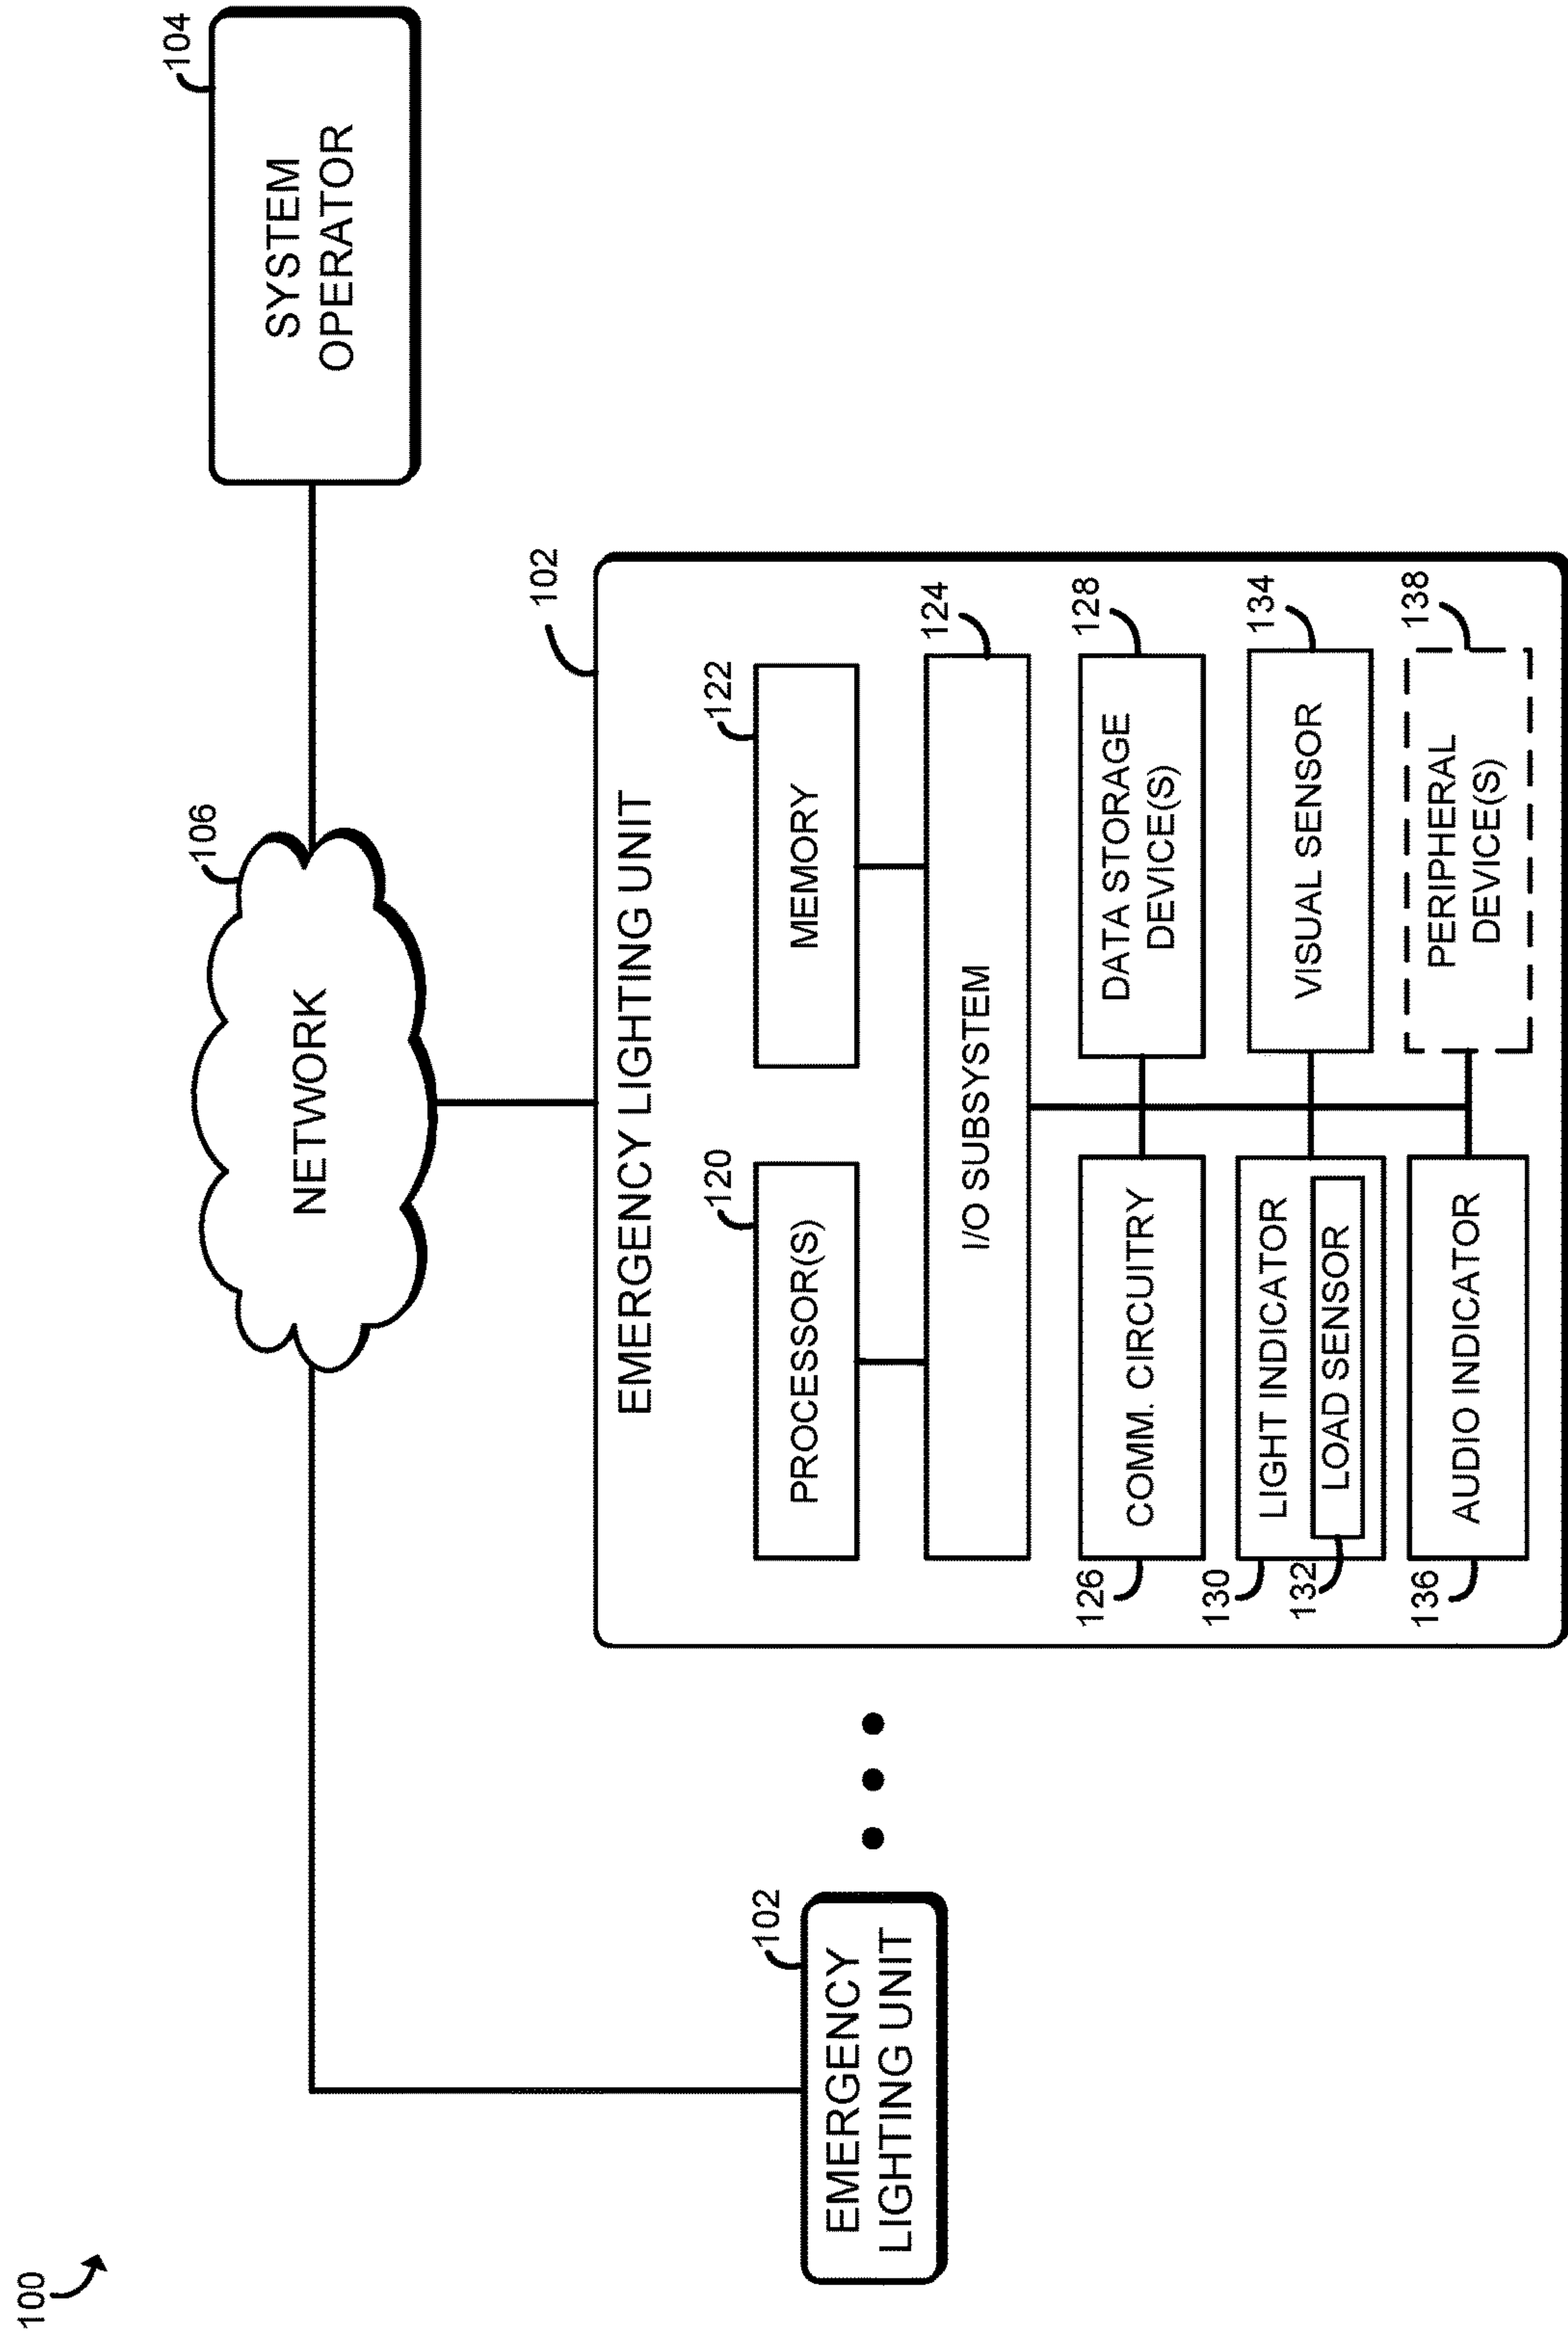 100
104
SYSTEM
OPERATOR
106
NETWORK
102
EMERGENCY
LIGHTING UNIT
102
EMERGENCY LIGHTING UNIT
120
PROCESSOR(S)
122
MEMORY
124
I/O SUBSYSTEM
126
COMM. CIRCUITRY
128
DATA STORAGE
DEVICE(S)
130
LIGHT INDICATOR
132
LOAD SENSOR
134
VISUAL SENSOR
136
AUDIO INDICATOR
138
PERIPHERAL
DEVICE(S)